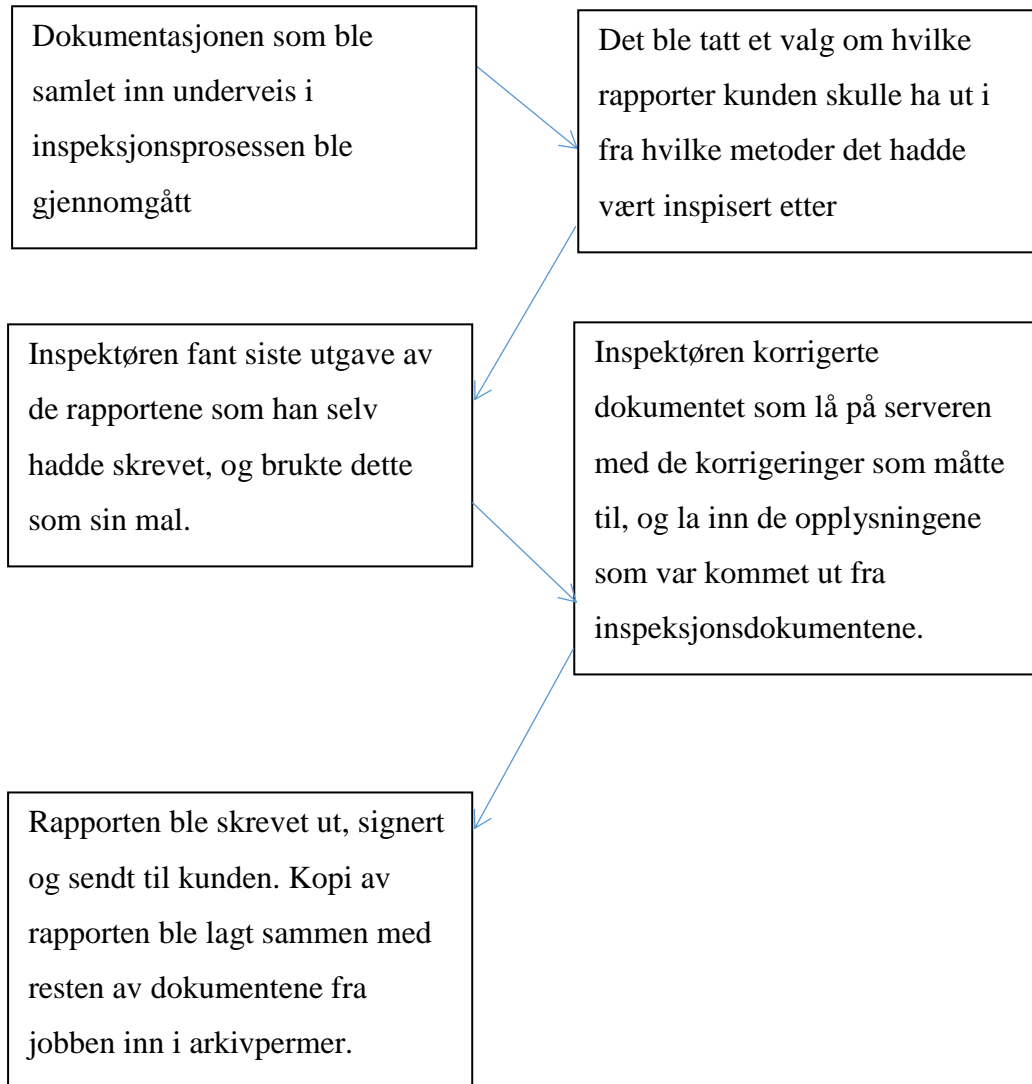 Dokumentasjonen som ble
samlet inn underveis i
inspeksjonsprosessen ble
gjennomgått
Det ble tatt et valg om hvilke
rapporter kunden skulle ha ut i
fra hvilke metoder det hadde
vært inspisert etter
Inspektøren fant siste utgave av
de rapportene som han selv
hadde skrevet, og brukte dette
som sin mal.
Inspektøren korrigerte
dokumentet som lå på serveren
med de korrigeringer som måtte
til, og la inn de opplysningene
som var kommet ut fra
inspeksjonsdokumentene.
Rapporten ble skrevet ut, signert
og sendt til kunden. Kopi av
rapporten ble lagt sammen med
resten av dokumentene fra
jobben inn i arkivpermer.